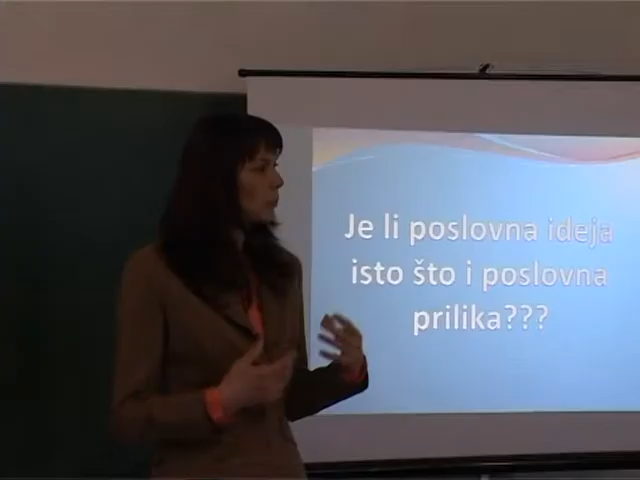 Je li poslovna ideja
isto što i poslovna
prilika???